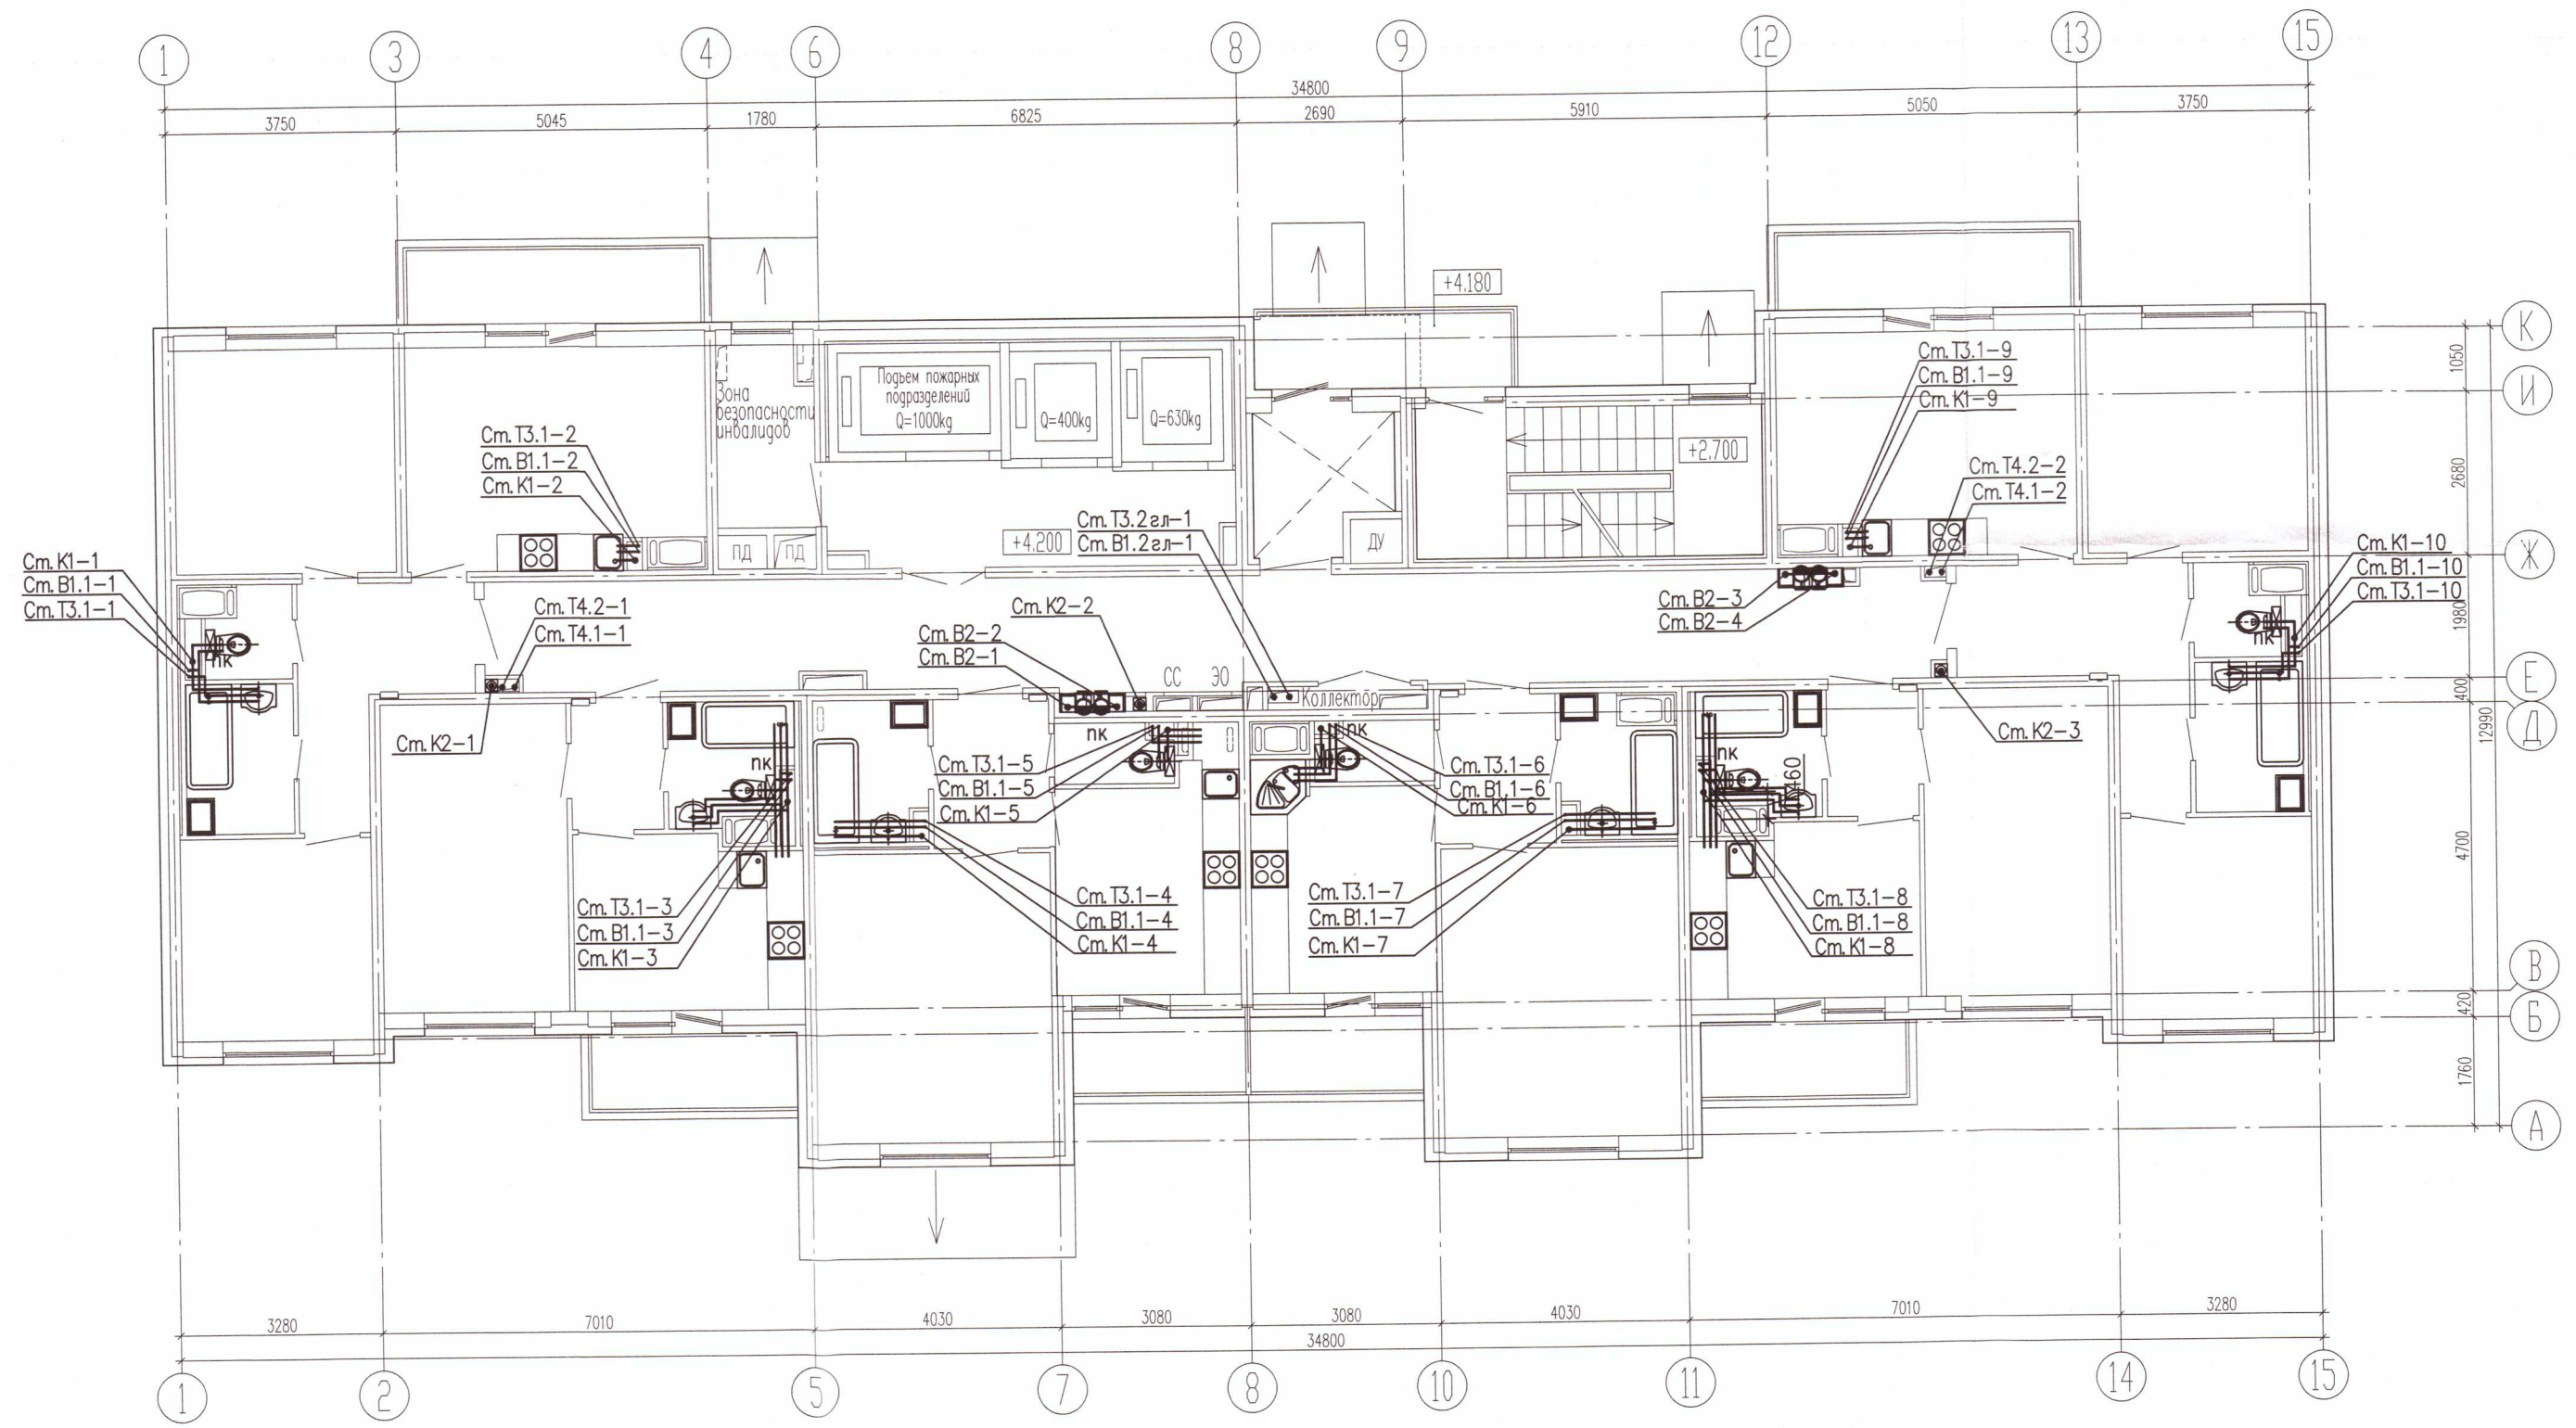 1
3
4
6
8
9
12
13
15
34800
3750
5045
1780
6825
2690
5910
5050
3750
+4.180
К
И
Ж
Е
Д
В
Б
А
1050
2680
1980
400
12990
4700
420
1760
Зона
безопасности
инвалидов
Подъем пожарных
подразделений
Q=1000kg
Q=400kg
Q=630kg
+2.700
Ст.Т3.1-9
Ст.В1.1-9
Ст.К1-9
Ст.Т4.2-2
Ст.Т4.1-2
Ст.Т3.1-2
Ст.В1.1-2
Ст.К1-2
ПД
ПД
+4.200
Ст.Т3.2гл-1
Ст.В1.2гл-1
ДУ
Ст.К1-1
Ст.В1.1-1
Ст.Т3.1-1
Ст.К1-10
Ст.В1.1-10
Ст.Т3.1-10
Ст.Т4.2-1
Ст.Т4.1-1
Ст.К2-2
Ст.В2-2
Ст.В2-1
Ст.В2-3
Ст.В2-4
СС
ЭО
Коллектор
пк
пк
Ст.К2-1
Ст.К2-3
пк
пк
пк
пк
460
Ст.Т3.1-5
Ст.В1.1-5
Ст.К1-5
Ст.Т3.1-6
Ст.В1.1-6
Ст.К1-6
Ст.Т3.1-3
Ст.В1.1-3
Ст.К1-3
Ст.Т3.1-4
Ст.В1.1-4
Ст.К1-4
Ст.Т3.1-7
Ст.В1.1-7
Ст.К1-7
Ст.Т3.1-8
Ст.В1.1-8
Ст.К1-8
3280
7010
4030
3080
3080
4030
7010
3280
34800
1
2
5
7
8
10
11
14
15